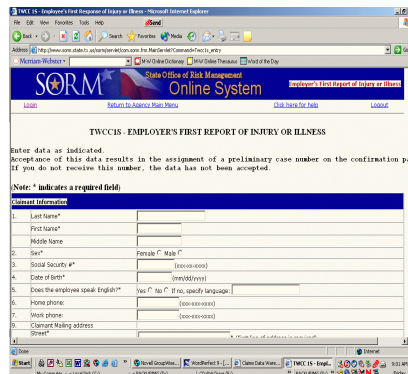 TWCC 1S - Employer's First Response of Injury or Illness - Microsoft Internet Explorer
File Edit View Favorites Tools Help
Back Search Favorites Media
Address http://www.sorm.state.tx.us/sormr/servlet/com.sorm.hrv.MainServlet?Command=Twcc1s_entry
Merriam-Webster M-W Online Dictionary M-W Online Thesaurus Word of the Day
SORM State Office of Risk Management
Online System
Employer's First Report of Injury or Illness
Login Return to Agency Main Menu Click here for help Logout
TWCC1S - EMPLOYER'S FIRST REPORT OF INJURY OR ILLNESS
Enter data as indicated.
Acceptance of this data results in the assignment of a preliminary case number on the confirmation pa
If you do not receive this number, the data has not been accepted.
(Note: * indicates a required field)
Claimant Information
1. Last Name*
First Name*
Middle Name
2. Sex* Female Male
3. Social Security #* (xxx-xx-xxxx)
4. Date of Birth* (mm/dd/yyyy)
5. Does the employee speak English?* Yes No If no, specify language:
6. Home phone: (xxx-xxx-xxxx)
7. Work phone: (xxx-xxx-xxxx)
9. Claimant Mailing address
Street*
Done Internet
Start Novell GroupWise... WordPerfect 9 - [... Claims Data Ware... TWCC 1S - Empl... 9:01 AM
Friday